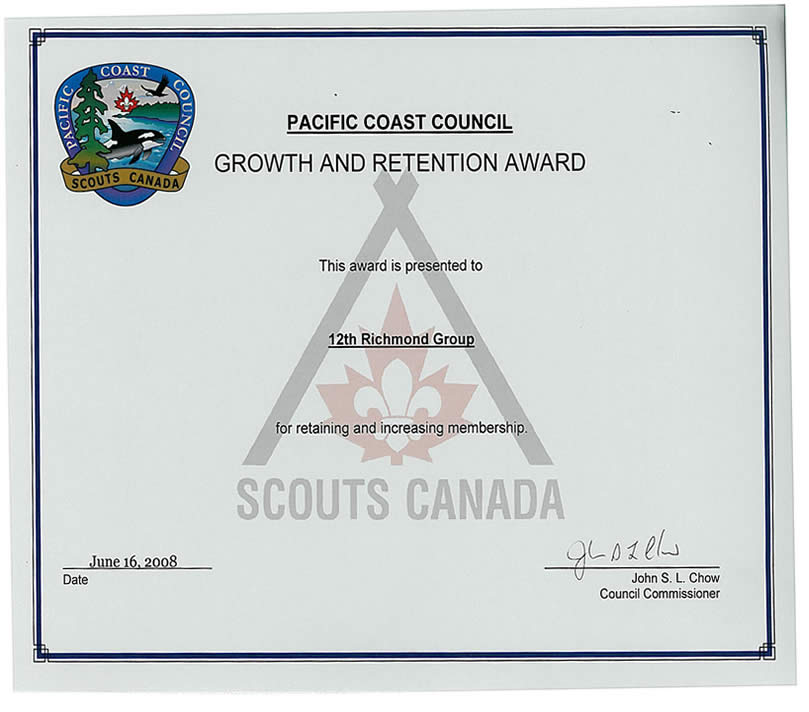 PACIFIC COAST COUNCIL
SCOUTS CANADA
PACIFIC COAST COUNCIL
GROWTH AND RETENTION AWARD
This award is presented to
12th Richmond Group
for retaining and increasing membership.
SCOUTS CANADA
June 16, 2008
Date
John S. L. Chow
Council Commissioner